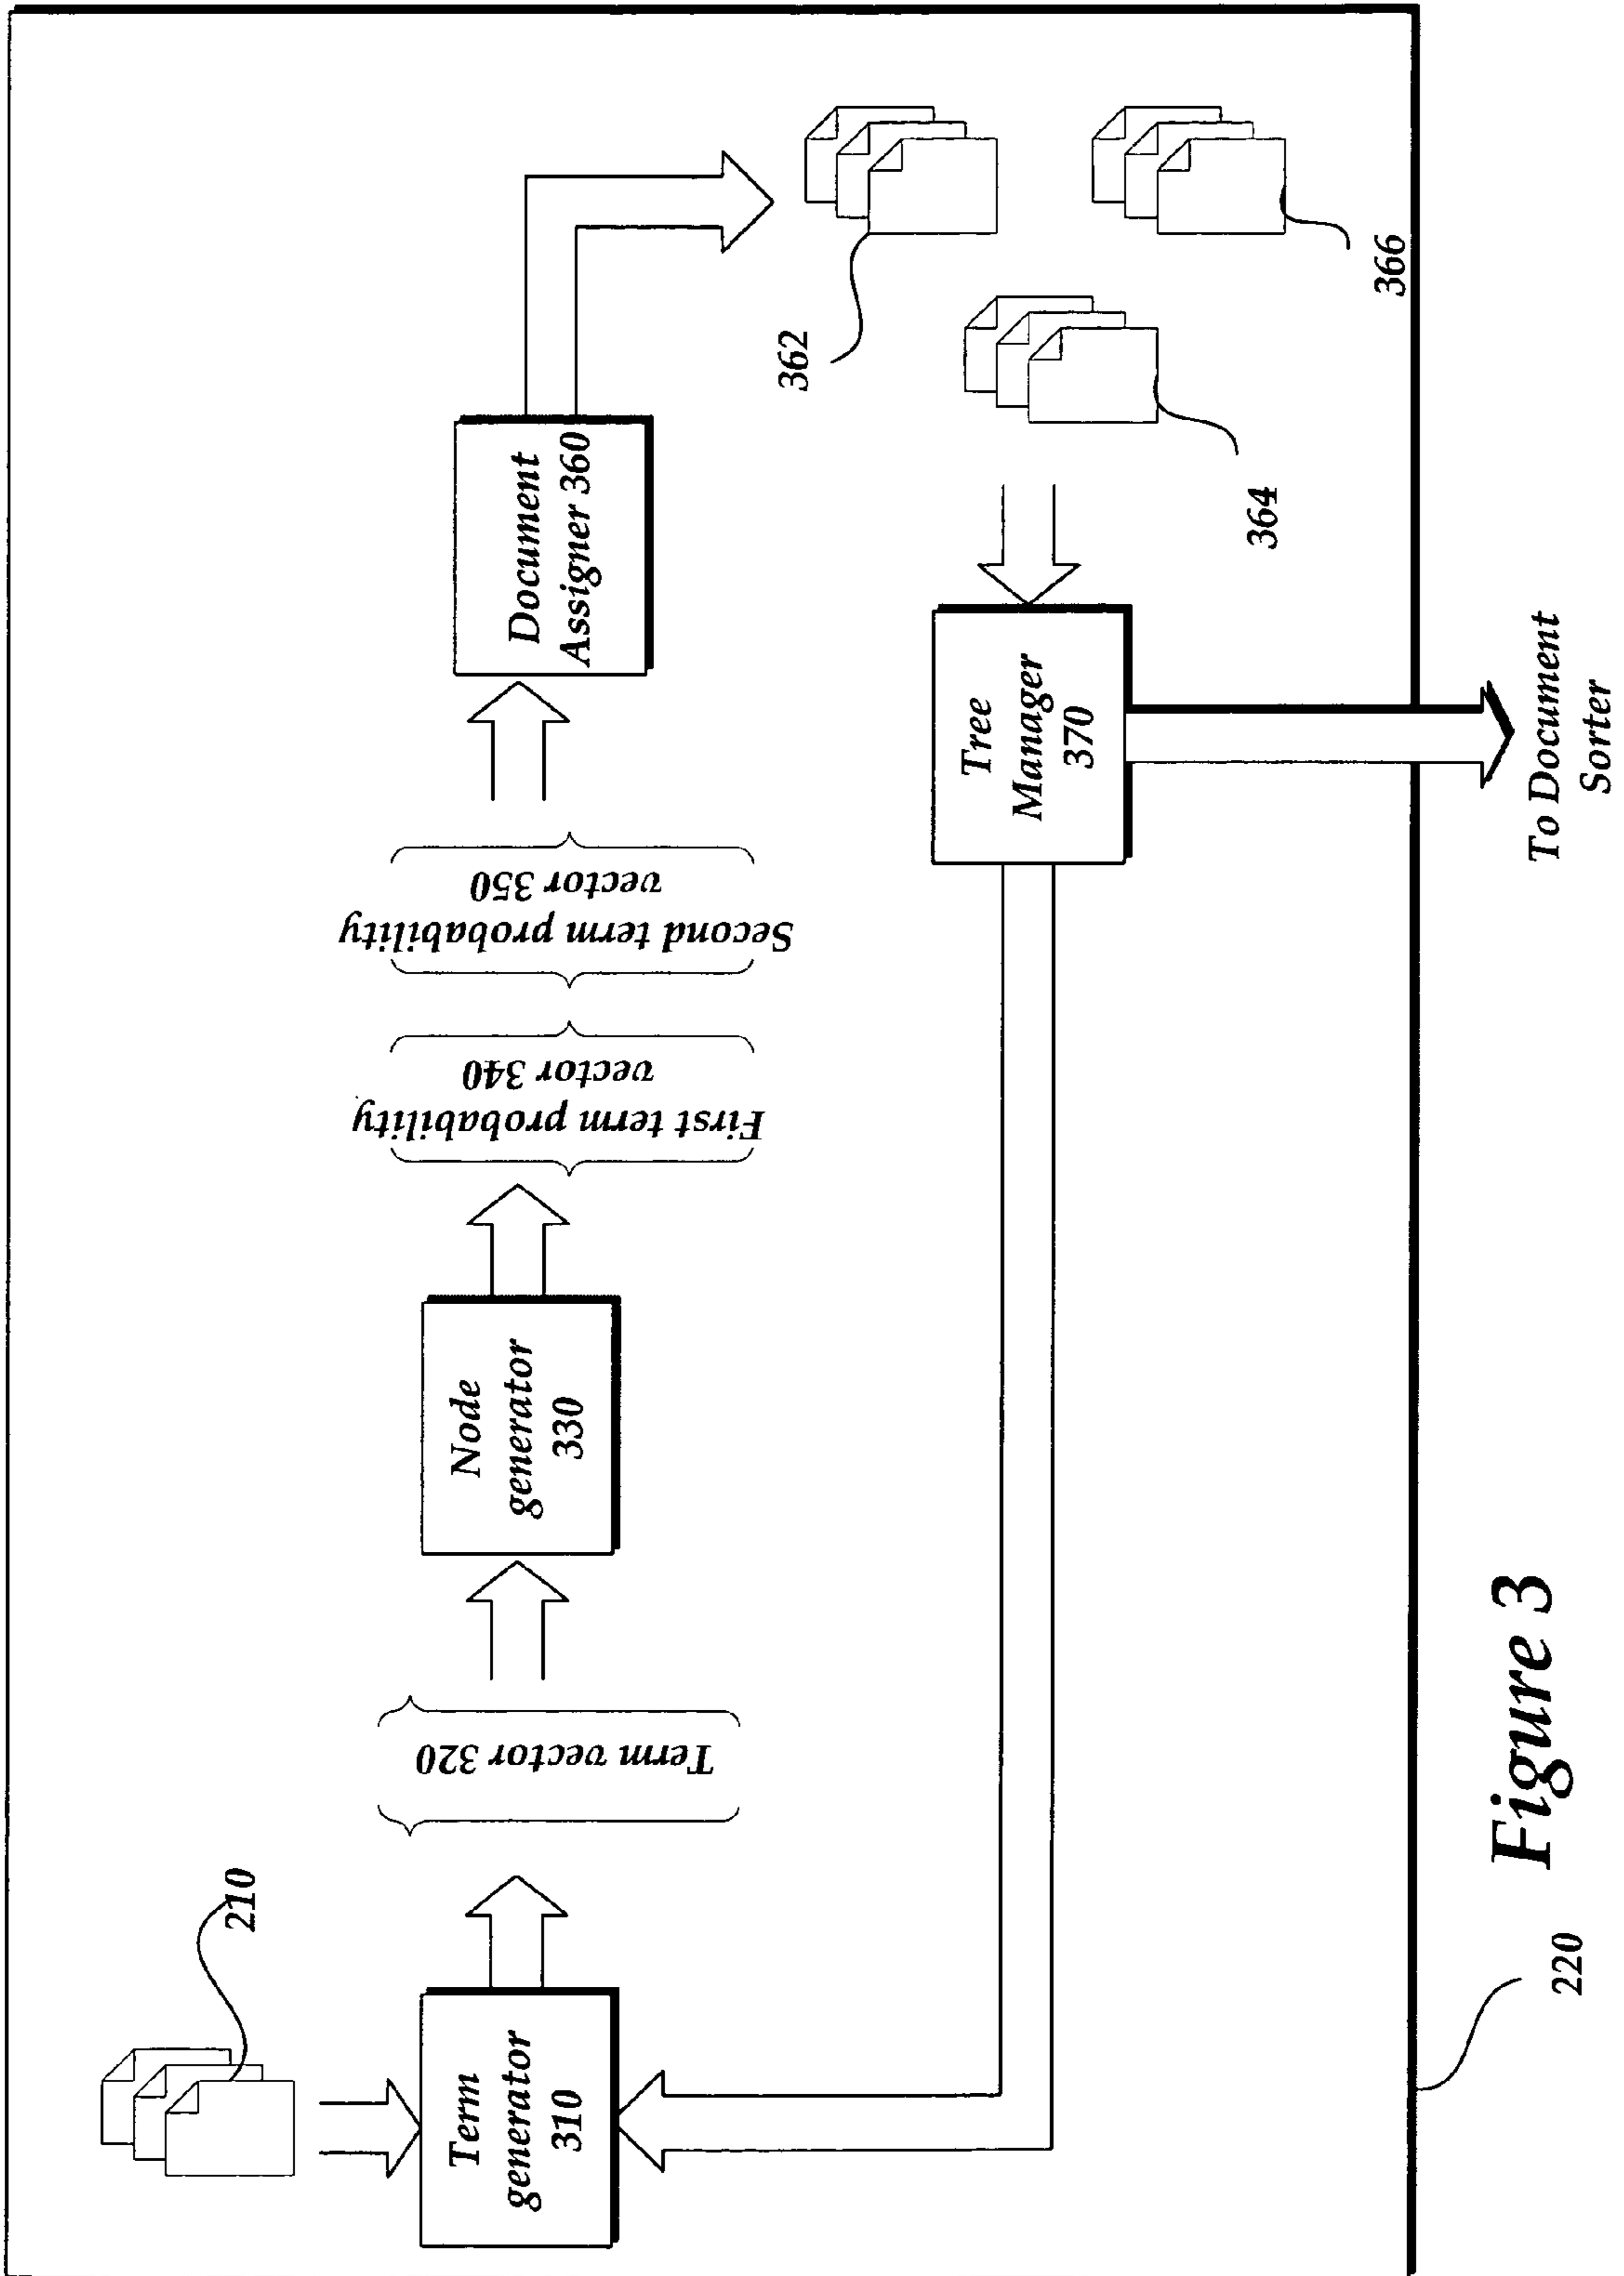 210
Term
generator
310
Term vector 320
Node
generator
330
First term probability
vector 340
Second term probability
vector 350
Document
Assigner 360
362
364
366
Tree
Manager
370
To Document
Sorter
220
Figure 3